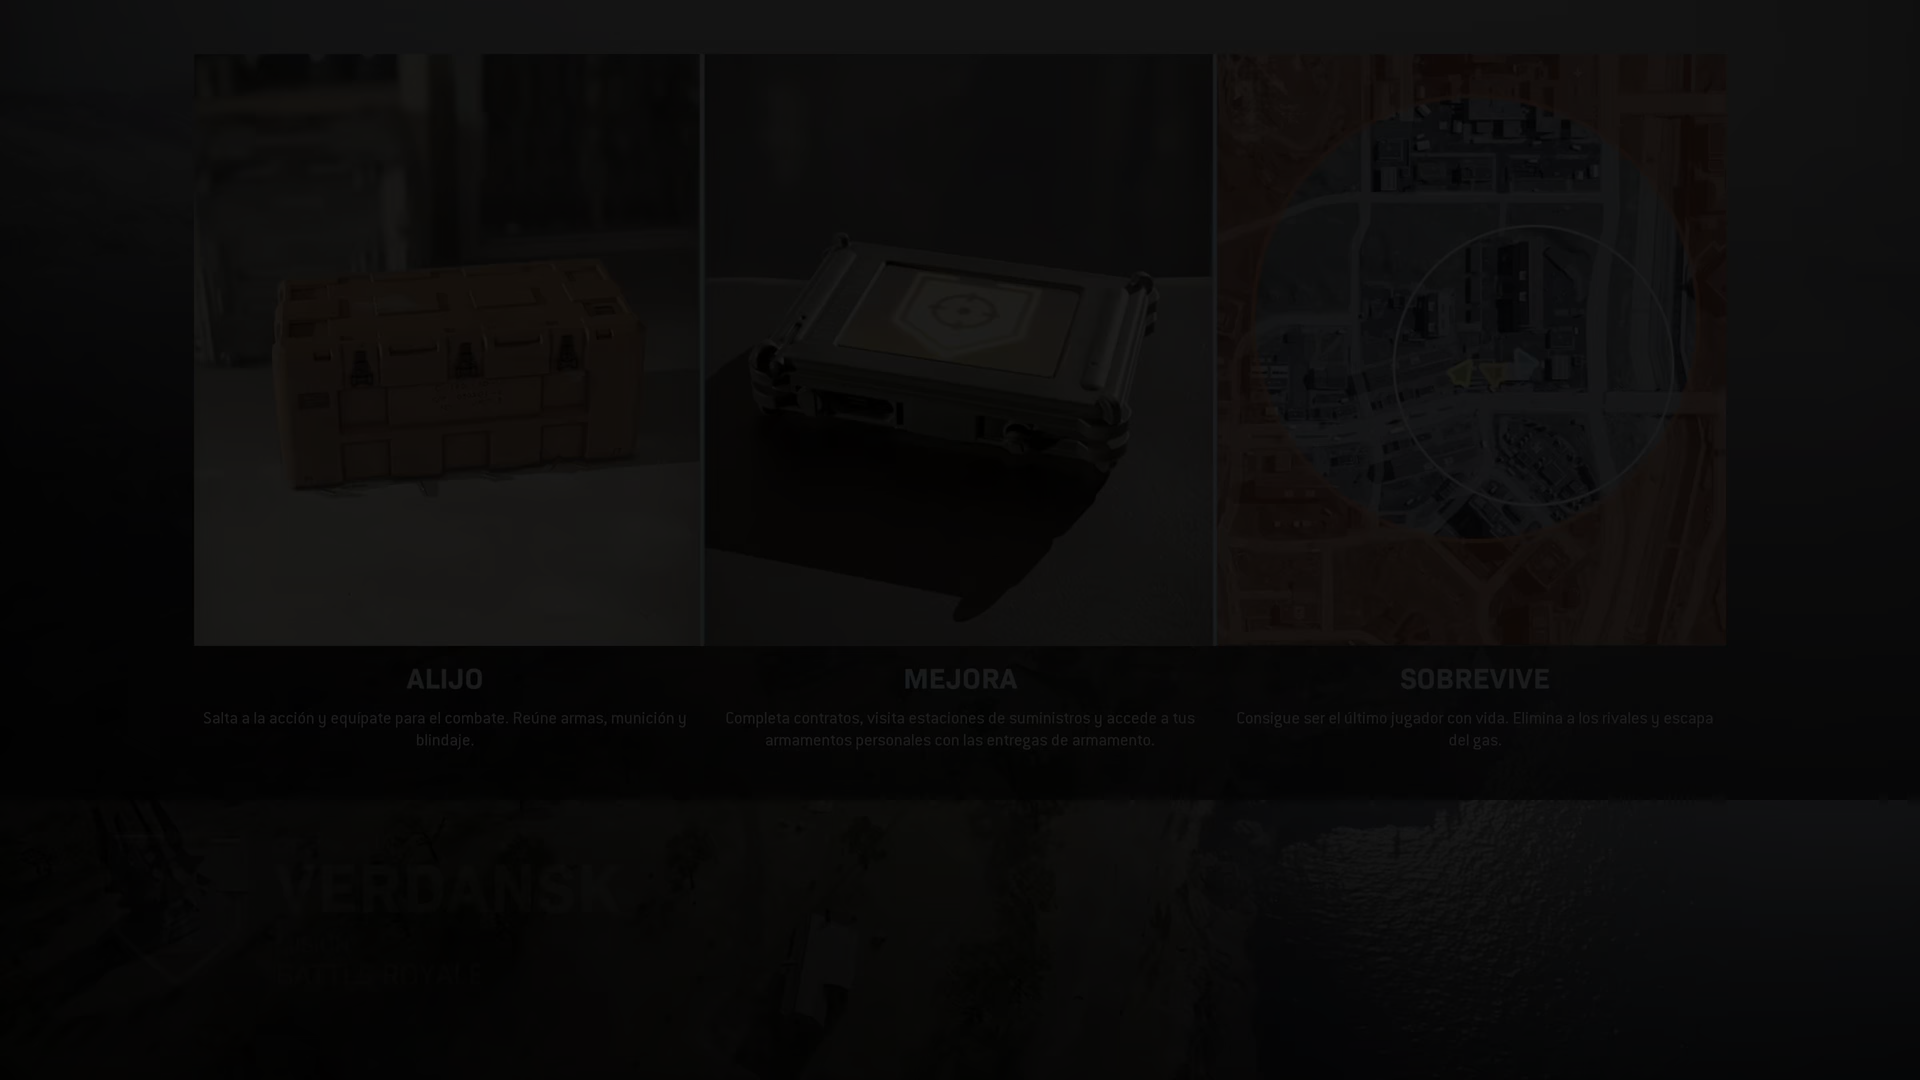 ALIJO
Salta a la acción y equípate para el combate. Reúne armas, munición y
blindaje.
MEJORA
Completa contratos, visita estaciones de suministros y accede a tus
armamentos personales con las entregas de armamento.
SOBREVIVE
Consigue ser el último jugador con vida. Elimina a los rivales y escapa
del gas.
VERDANSK
BATTLE ROYALE